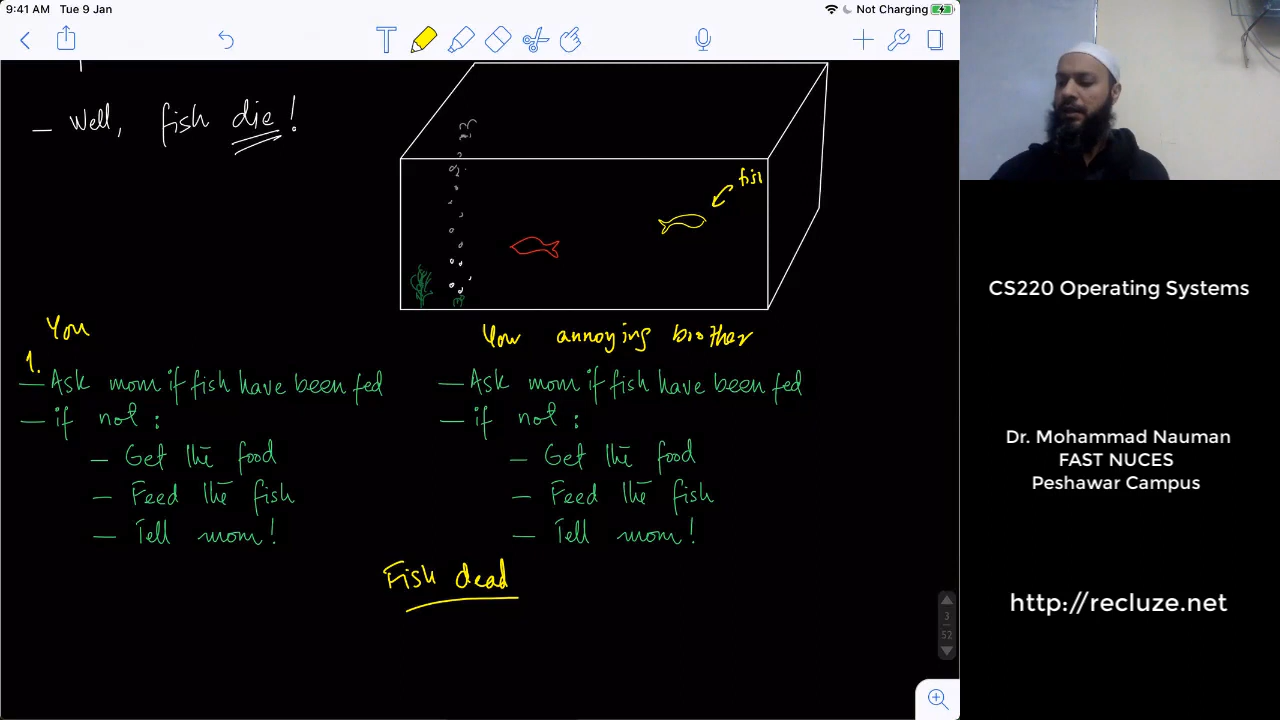 9:41 AM Tue 9 Jan
Not Charging
T
– Well, fish die!
fish
You
Your annoying brother
1.
– Ask mom if fish have been fed
– if not:
– Get the food
– Feed the fish
– Tell mom!
– Ask mom if fish have been fed
– if not:
– Get the food
– Feed the fish
– Tell mom!
Fish dead
3
52
CS220 Operating Systems
Dr. Mohammad Nauman
FAST NUCES
Peshawar Campus
http://recluze.net